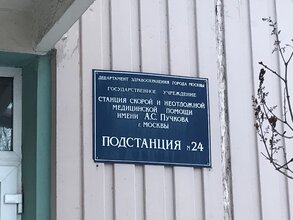 ДЕПАРТАМЕНТ ЗДРАВООХРАНЕНИЯ ГОРОДА МОСКВЫ
ГОСУДАРСТВЕННОЕ УЧРЕЖДЕНИЕ
СТАНЦИЯ СКОРОЙ И НЕОТЛОЖНОЙ
МЕДИЦИНСКОЙ ПОМОЩИ
ИМЕНИ А.С. ПУЧКОВА
г. МОСКВЫ
ПОДСТАНЦИЯ №24